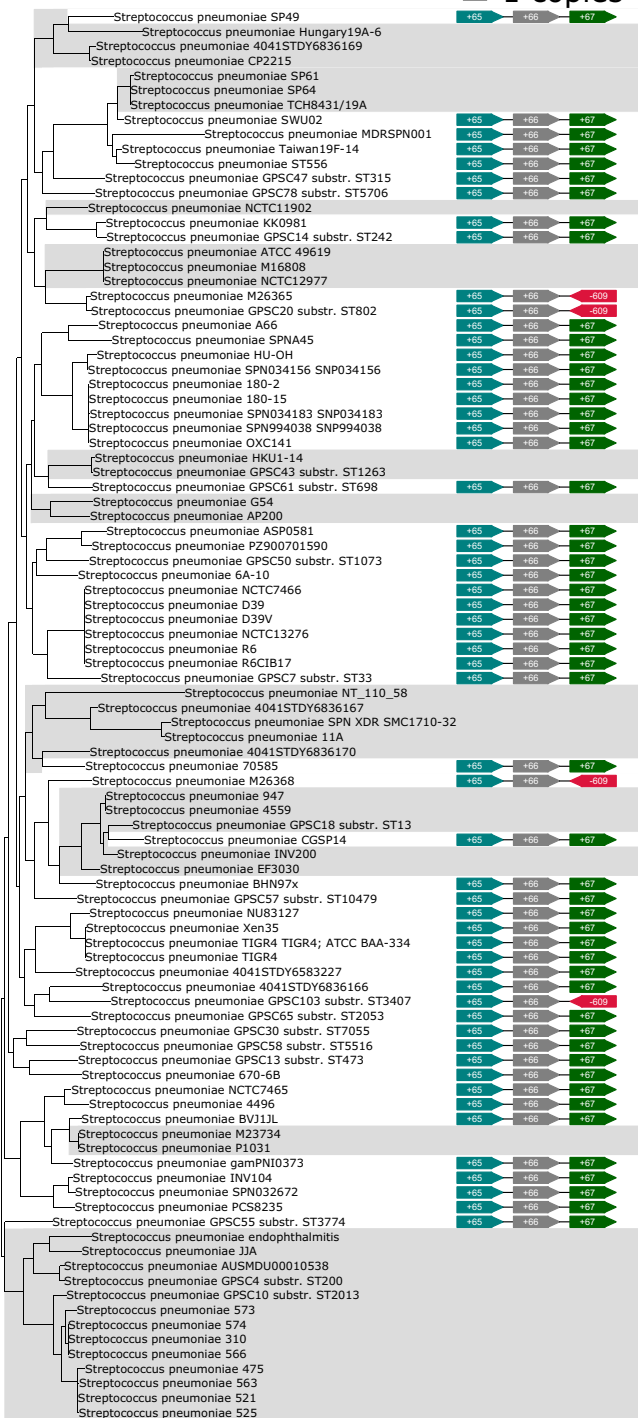 Streptococcus pneumoniae SP49 +65 +66 +67
Streptococcus pneumoniae Hungary19A-6
Streptococcus pneumoniae 4041STDY6836169
Streptococcus pneumoniae CP2215
Streptococcus pneumoniae SP61
Streptococcus pneumoniae SP64
Streptococcus pneumoniae TCH8431/19A
Streptococcus pneumoniae SWU02 +65 +66 +67
Streptococcus pneumoniae MDRSPN001 +65 +66 +67
Streptococcus pneumoniae Taiwan19F-14 +65 +66 +67
Streptococcus pneumoniae ST556 +65 +66 +67
Streptococcus pneumoniae GPSC47 substr. ST315 +65 +66 +67
Streptococcus pneumoniae GPSC78 substr. ST5706 +65 +66 +67
Streptococcus pneumoniae NCTC11902
Streptococcus pneumoniae KK0981 +65 +66 +67
Streptococcus pneumoniae GPSC14 substr. ST242 +65 +66 +67
Streptococcus pneumoniae ATCC 49619
Streptococcus pneumoniae M16808
Streptococcus pneumoniae NCTC12977
Streptococcus pneumoniae M26365 +65 +66 -609
Streptococcus pneumoniae GPSC20 substr. ST802 +65 +66 -609
Streptococcus pneumoniae A66 +65 +66 +67
Streptococcus pneumoniae SPNA45 +65 +66 +67
Streptococcus pneumoniae HU-OH +65 +66 +67
Streptococcus pneumoniae SPN034156 SNP034156 +65 +66 +67
Streptococcus pneumoniae 180-2 +65 +66 +67
Streptococcus pneumoniae 180-15 +65 +66 +67
Streptococcus pneumoniae SPN034183 SNP034183 +65 +66 +67
Streptococcus pneumoniae SPN994038 SNP994038 +65 +66 +67
Streptococcus pneumoniae OXC141 +65 +66 +67
Streptococcus pneumoniae HKU1-14
Streptococcus pneumoniae GPSC43 substr. ST1263
Streptococcus pneumoniae GPSC61 substr. ST698 +65 +66 +67
Streptococcus pneumoniae G54
Streptococcus pneumoniae AP200
Streptococcus pneumoniae ASP0581 +65 +66 +67
Streptococcus pneumoniae PZ900701590 +65 +66 +67
Streptococcus pneumoniae GPSC50 substr. ST1073 +65 +66 +67
Streptococcus pneumoniae 6A-10 +65 +66 +67
Streptococcus pneumoniae NCTC7466 +65 +66 +67
Streptococcus pneumoniae D39 +65 +66 +67
Streptococcus pneumoniae D39V +65 +66 +67
Streptococcus pneumoniae NCTC13276 +65 +66 +67
Streptococcus pneumoniae R6 +65 +66 +67
Streptococcus pneumoniae R6CIB17 +65 +66 +67
Streptococcus pneumoniae GPSC7 substr. ST33 +65 +66 +67
Streptococcus pneumoniae NT_110_58
Streptococcus pneumoniae 4041STDY6836167
Streptococcus pneumoniae SPN XDR SMC1710-32
Streptococcus pneumoniae 11A
Streptococcus pneumoniae 4041STDY6836170
Streptococcus pneumoniae 70585 +65 +66 +67
Streptococcus pneumoniae M26368 +65 +66 -609
Streptococcus pneumoniae 947
Streptococcus pneumoniae 4559
Streptococcus pneumoniae GPSC18 substr. ST13
Streptococcus pneumoniae CGSP14 +65 +66 +67
Streptococcus pneumoniae INV200
Streptococcus pneumoniae EF3030
Streptococcus pneumoniae BHN97x +65 +66 +67
Streptococcus pneumoniae GPSC57 substr. ST10479 +65 +66 +67
Streptococcus pneumoniae NU83127 +65 +66 +67
Streptococcus pneumoniae Xen35 +65 +66 +67
Streptococcus pneumoniae TIGR4 TIGR4; ATCC BAA-334 +65 +66 +67
Streptococcus pneumoniae TIGR4 +65 +66 +67
Streptococcus pneumoniae 4041STDY6583227 +65 +66 +67
Streptococcus pneumoniae 4041STDY6836166 +65 +66 +67
Streptococcus pneumoniae GPSC103 substr. ST3407 +65 +66 -609
Streptococcus pneumoniae GPSC65 substr. ST2053 +65 +66 +67
Streptococcus pneumoniae GPSC30 substr. ST7055 +65 +66 +67
Streptococcus pneumoniae GPSC58 substr. ST5516 +65 +66 +67
Streptococcus pneumoniae GPSC13 substr. ST473 +65 +66 +67
Streptococcus pneumoniae 670-6B +65 +66 +67
Streptococcus pneumoniae NCTC7465 +65 +66 +67
Streptococcus pneumoniae 4496 +65 +66 +67
Streptococcus pneumoniae BVJ1JL +65 +66 +67
Streptococcus pneumoniae M23734
Streptococcus pneumoniae P1031
Streptococcus pneumoniae gamPNI0373 +65 +66 +67
Streptococcus pneumoniae INV104 +65 +66 +67
Streptococcus pneumoniae SPN032672 +65 +66 +67
Streptococcus pneumoniae PCS8235 +65 +66 +67
Streptococcus pneumoniae GPSC55 substr. ST3774 +65 +66 +67
Streptococcus pneumoniae endophthalmitis
Streptococcus pneumoniae JJA
Streptococcus pneumoniae AUSMDU00010538
Streptococcus pneumoniae GPSC4 substr. ST200
Streptococcus pneumoniae GPSC10 substr. ST2013
Streptococcus pneumoniae 573
Streptococcus pneumoniae 574
Streptococcus pneumoniae 310
Streptococcus pneumoniae 566
Streptococcus pneumoniae 475
Streptococcus pneumoniae 563
Streptococcus pneumoniae 521
Streptococcus pneumoniae 525